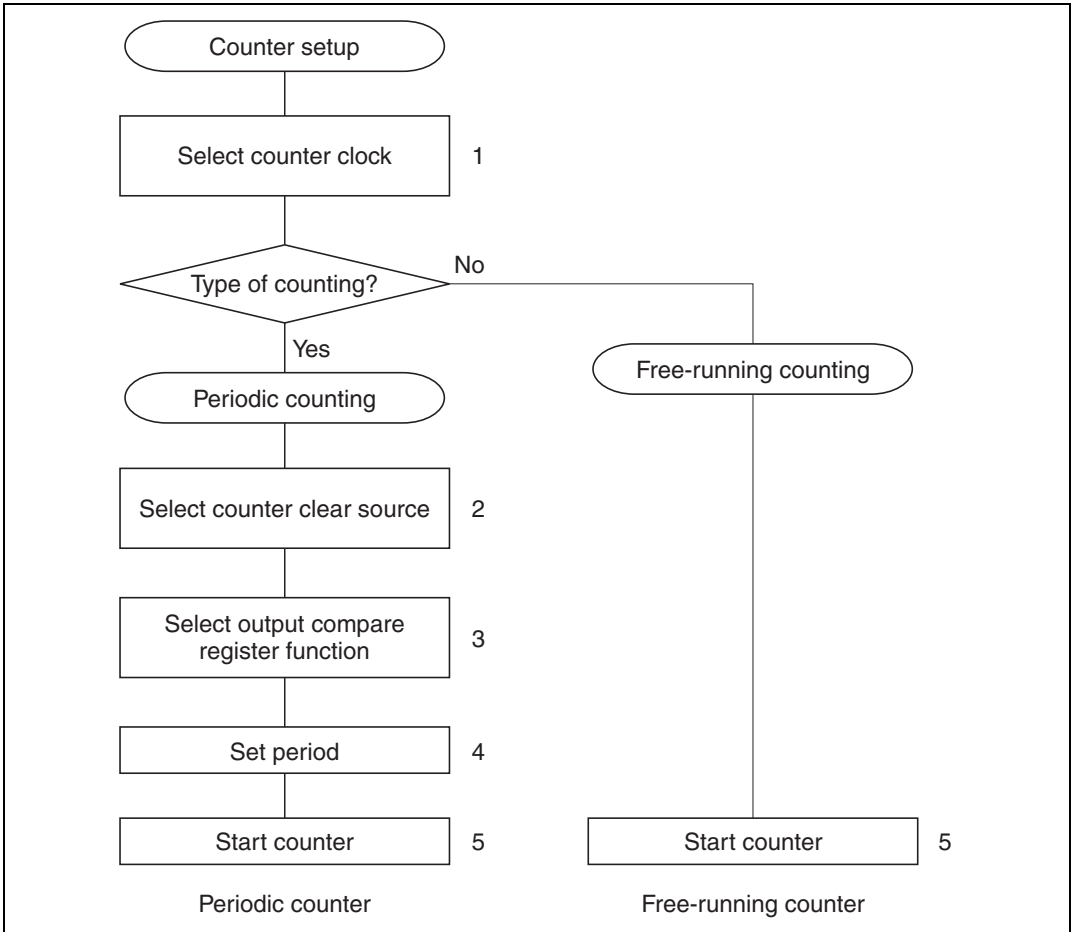 Counter setup
Select counter clock
1
Type of counting?
No
Yes
Periodic counting
Free-running counting
Select counter clear source
2
Select output compare
register function
3
Set period
4
Start counter
5
Start counter
5
Periodic counter
Free-running counter